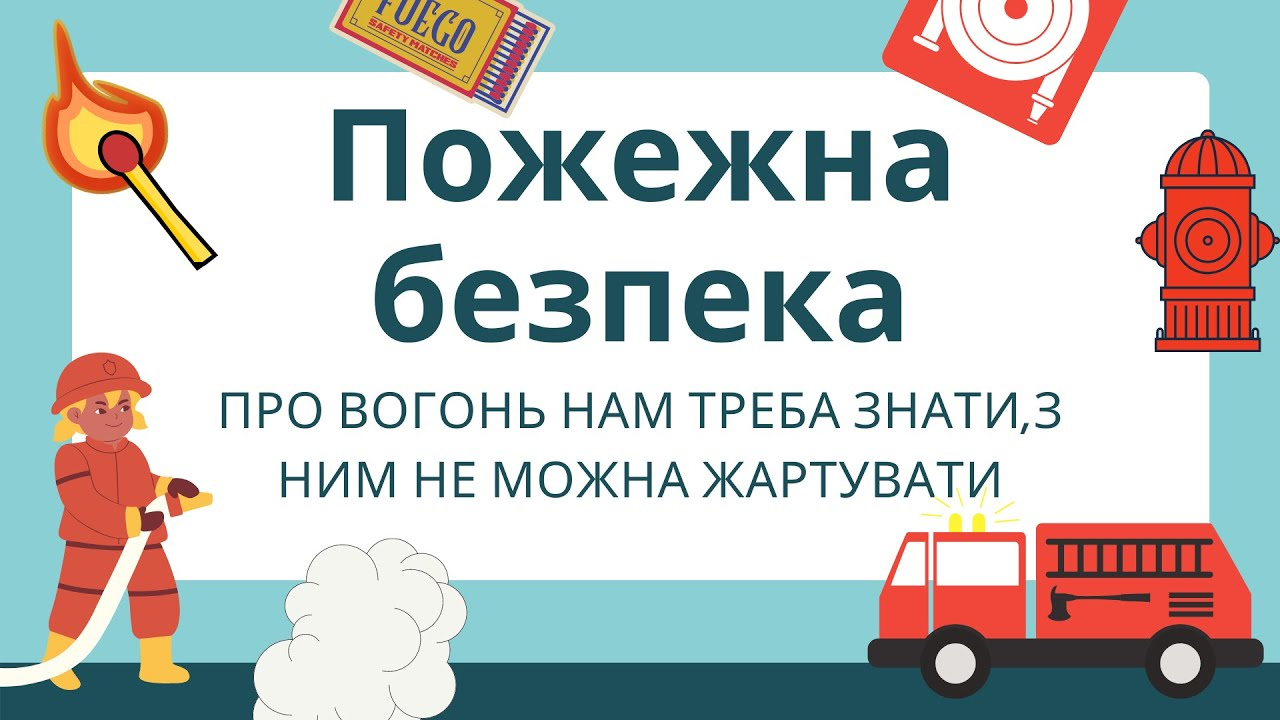 FUEGO
SAFETY MATCHES
Пожежна
безпека
ПРО ВОГОНЬ НАМ ТРЕБА ЗНАТИ,З
НИМ НЕ МОЖНА ЖАРТУВАТИ